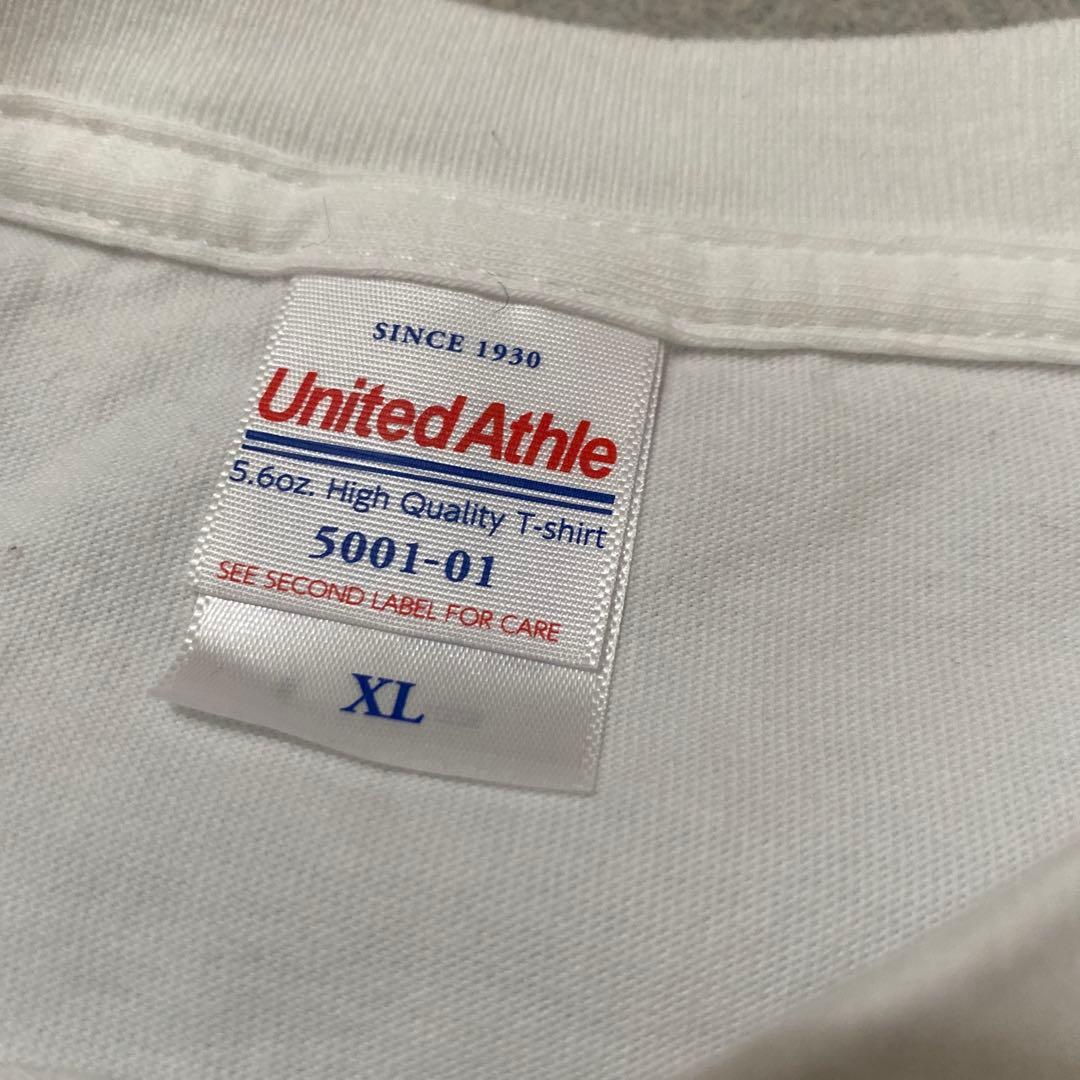 SINCE 1930
UnitedAthle
5.6oz. High Quality T-shirt
5001-01
SEE SECOND LABEL FOR CARE
XL